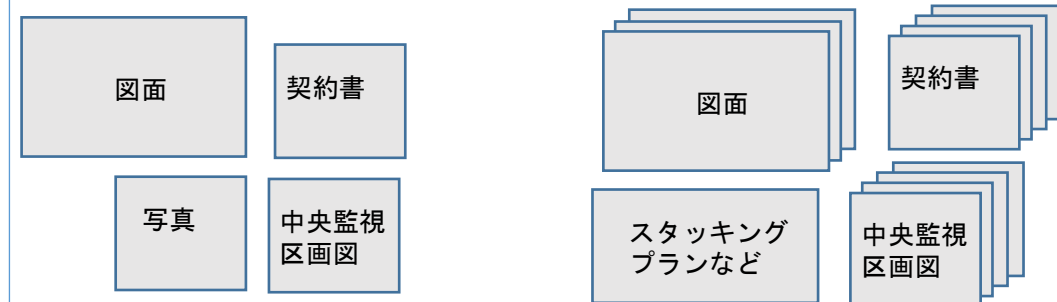 図面
契約書
写真
中央監視
区画図
図面
契約書
スタッキング
プランなど
中央監視
区画図